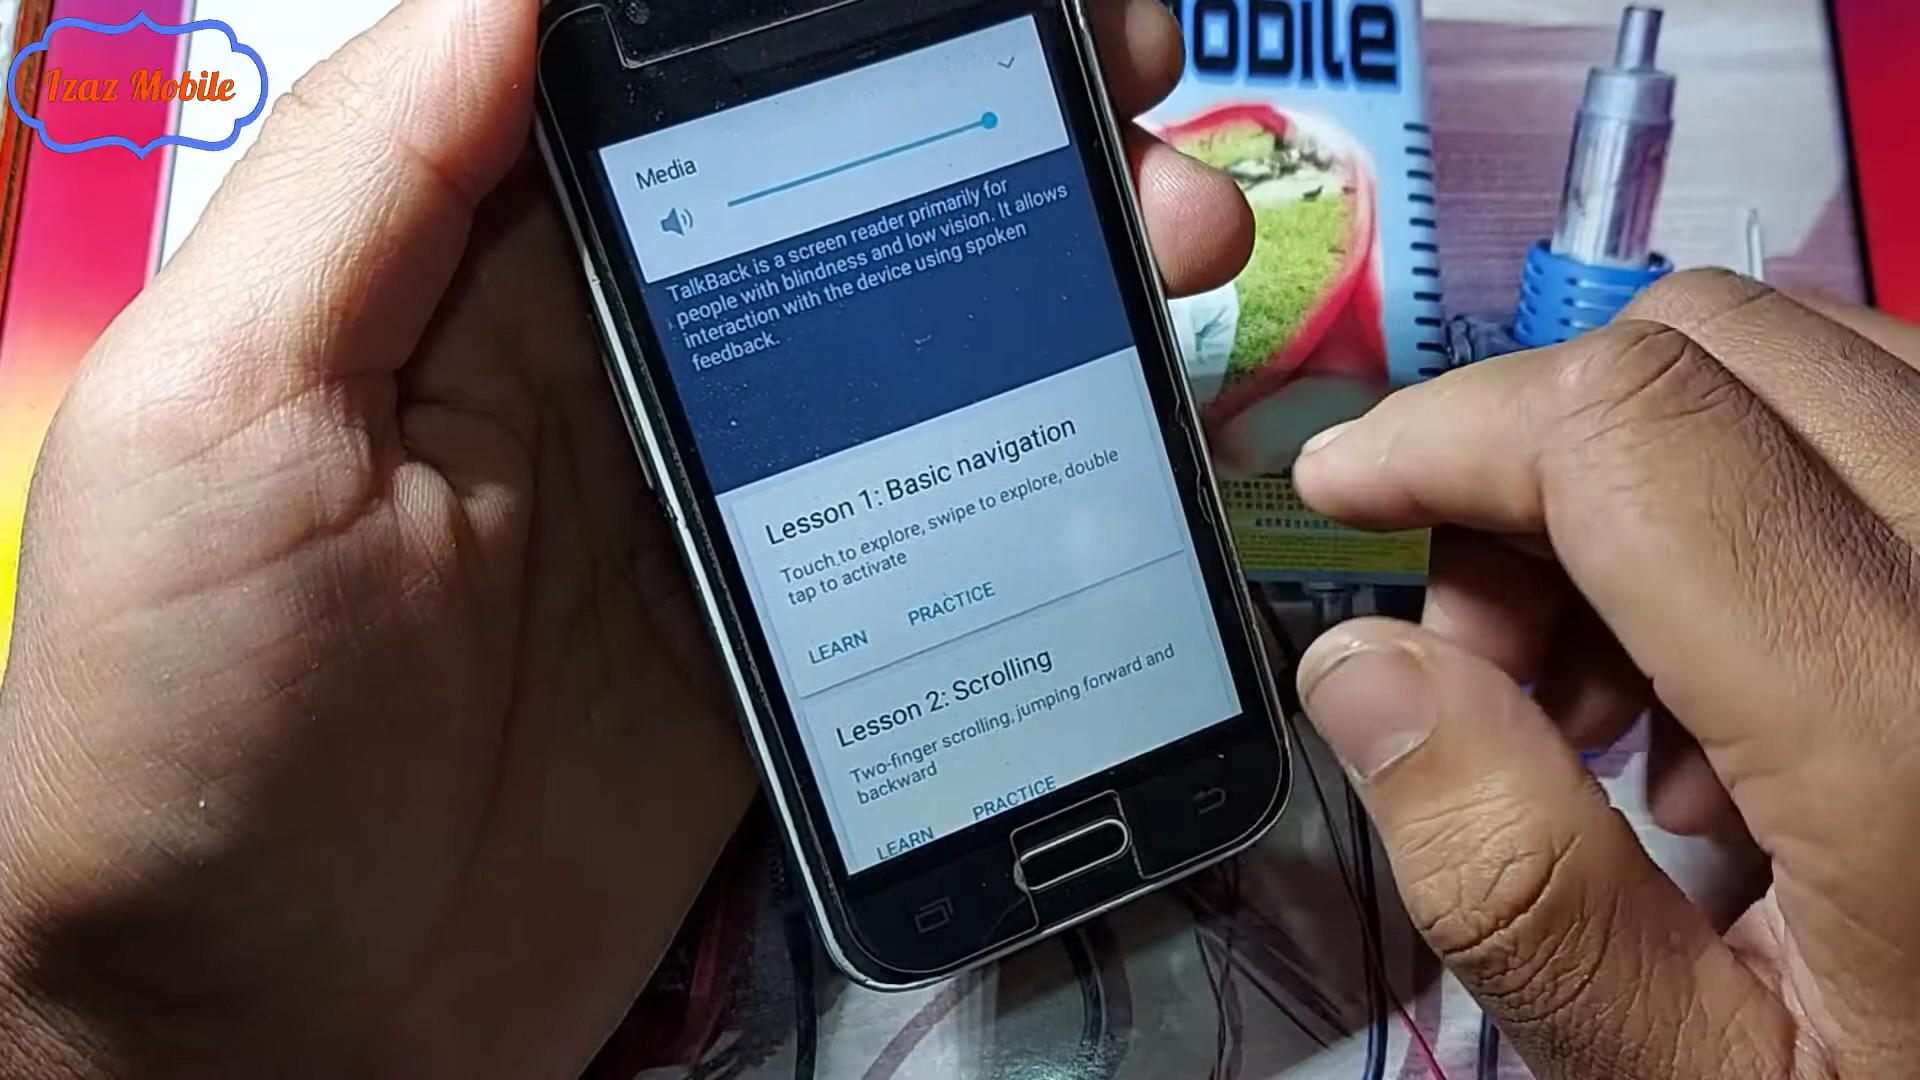 Izaz Mobile
obile
Media
TalkBack is a screen reader primarily for
people with blindness and low vision. It allows
interaction with the device using spoken
feedback.
Lesson 1: Basic navigation
Touch to explore, swipe to explore, double
tap to activate
LEARN PRACTICE
Lesson 2: Scrolling
Two-finger scrolling, jumping forward and
backward
LEARN PRACTICE